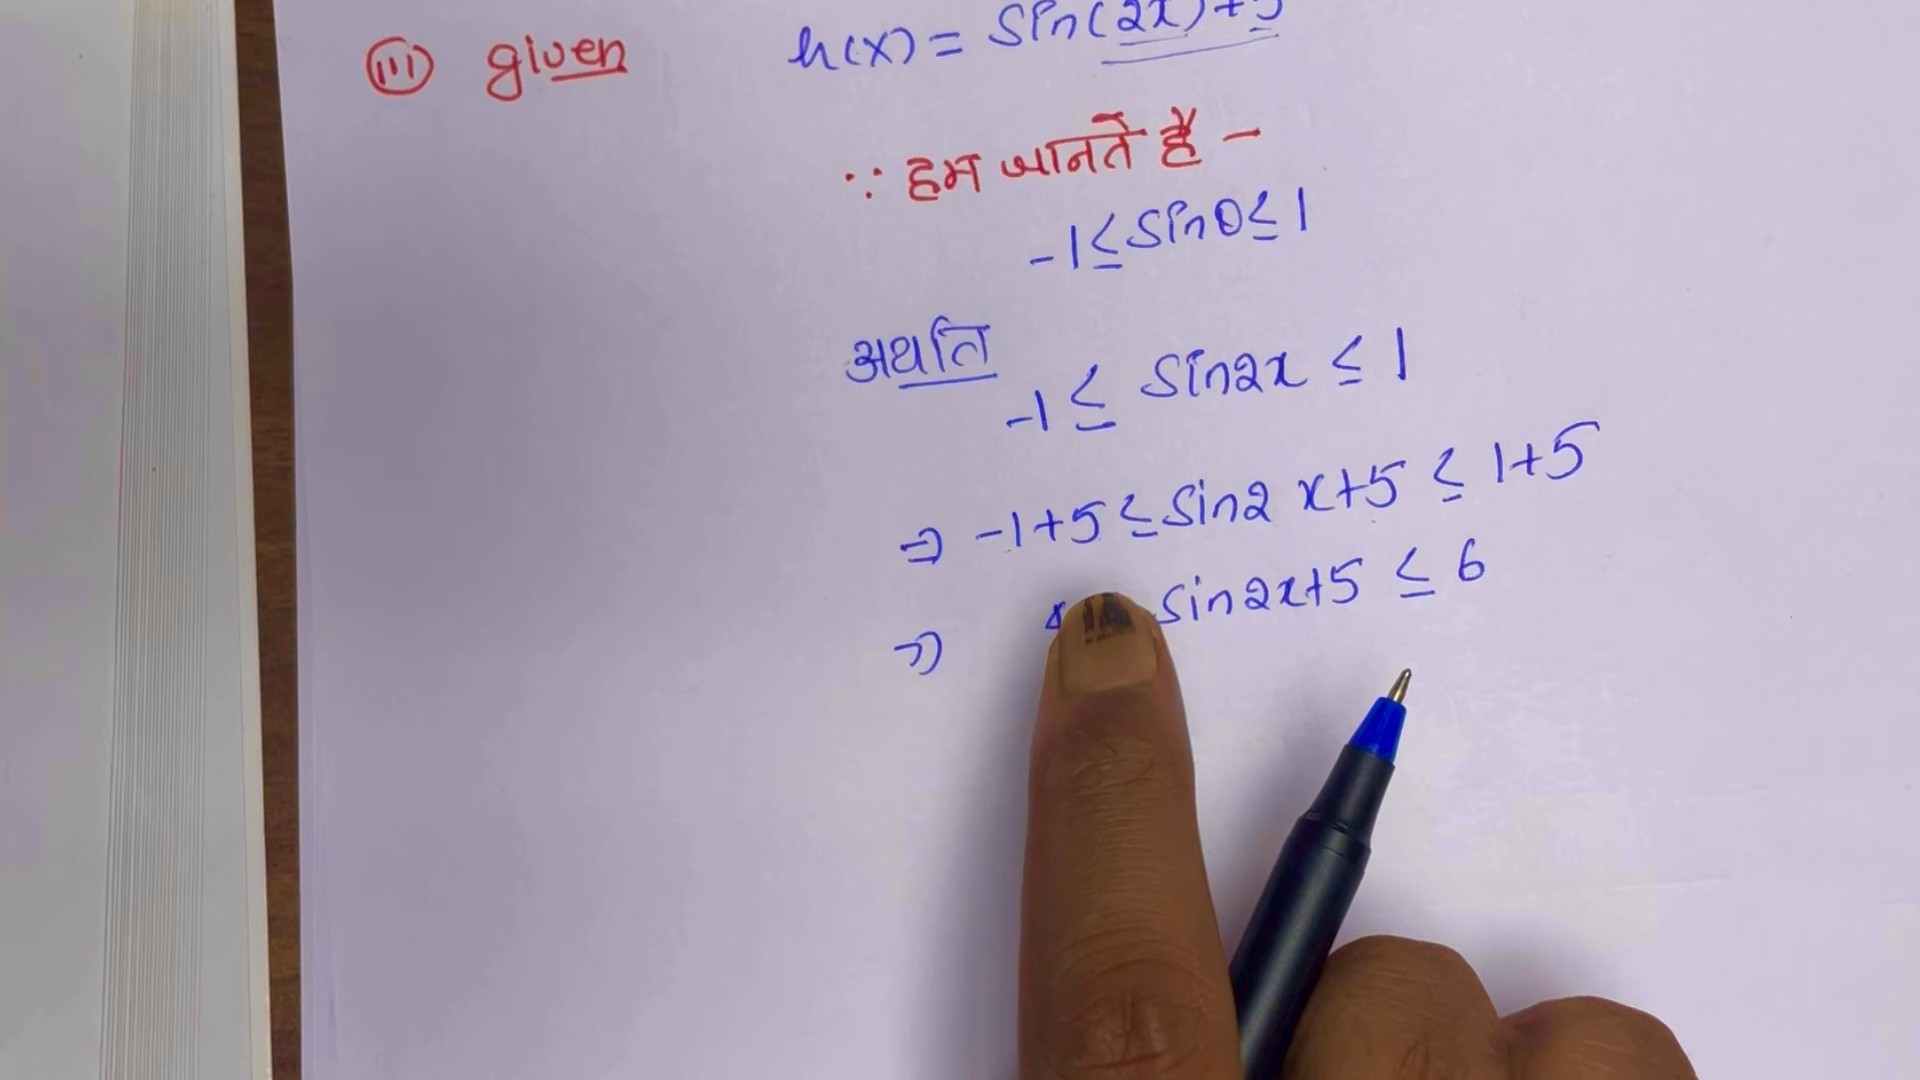 (iii) given h(x) = sin(2x)+5
∵ हम जानते हैं -
-1 ≤ sinθ ≤ 1
अर्थात
-1 ≤ sin2x ≤ 1
⇒ -1+5 ≤ sin2x+5 ≤ 1+5
⇒ sin2x+5 ≤ 6